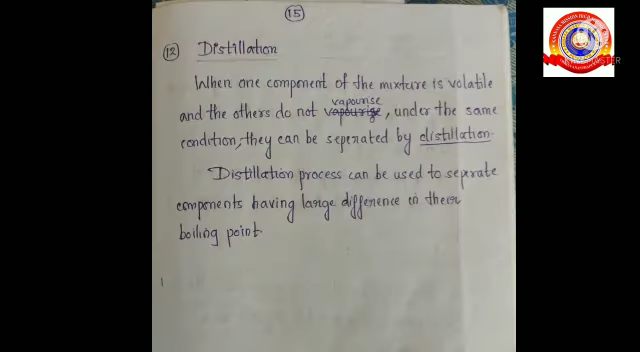 15
12 Distillation
When one component of the mixture is volatile
and the others do not vapourise, under the same
condition, they can be seperated by distillation.
Distillation process can be used to seperate
components having large difference in their
boiling point